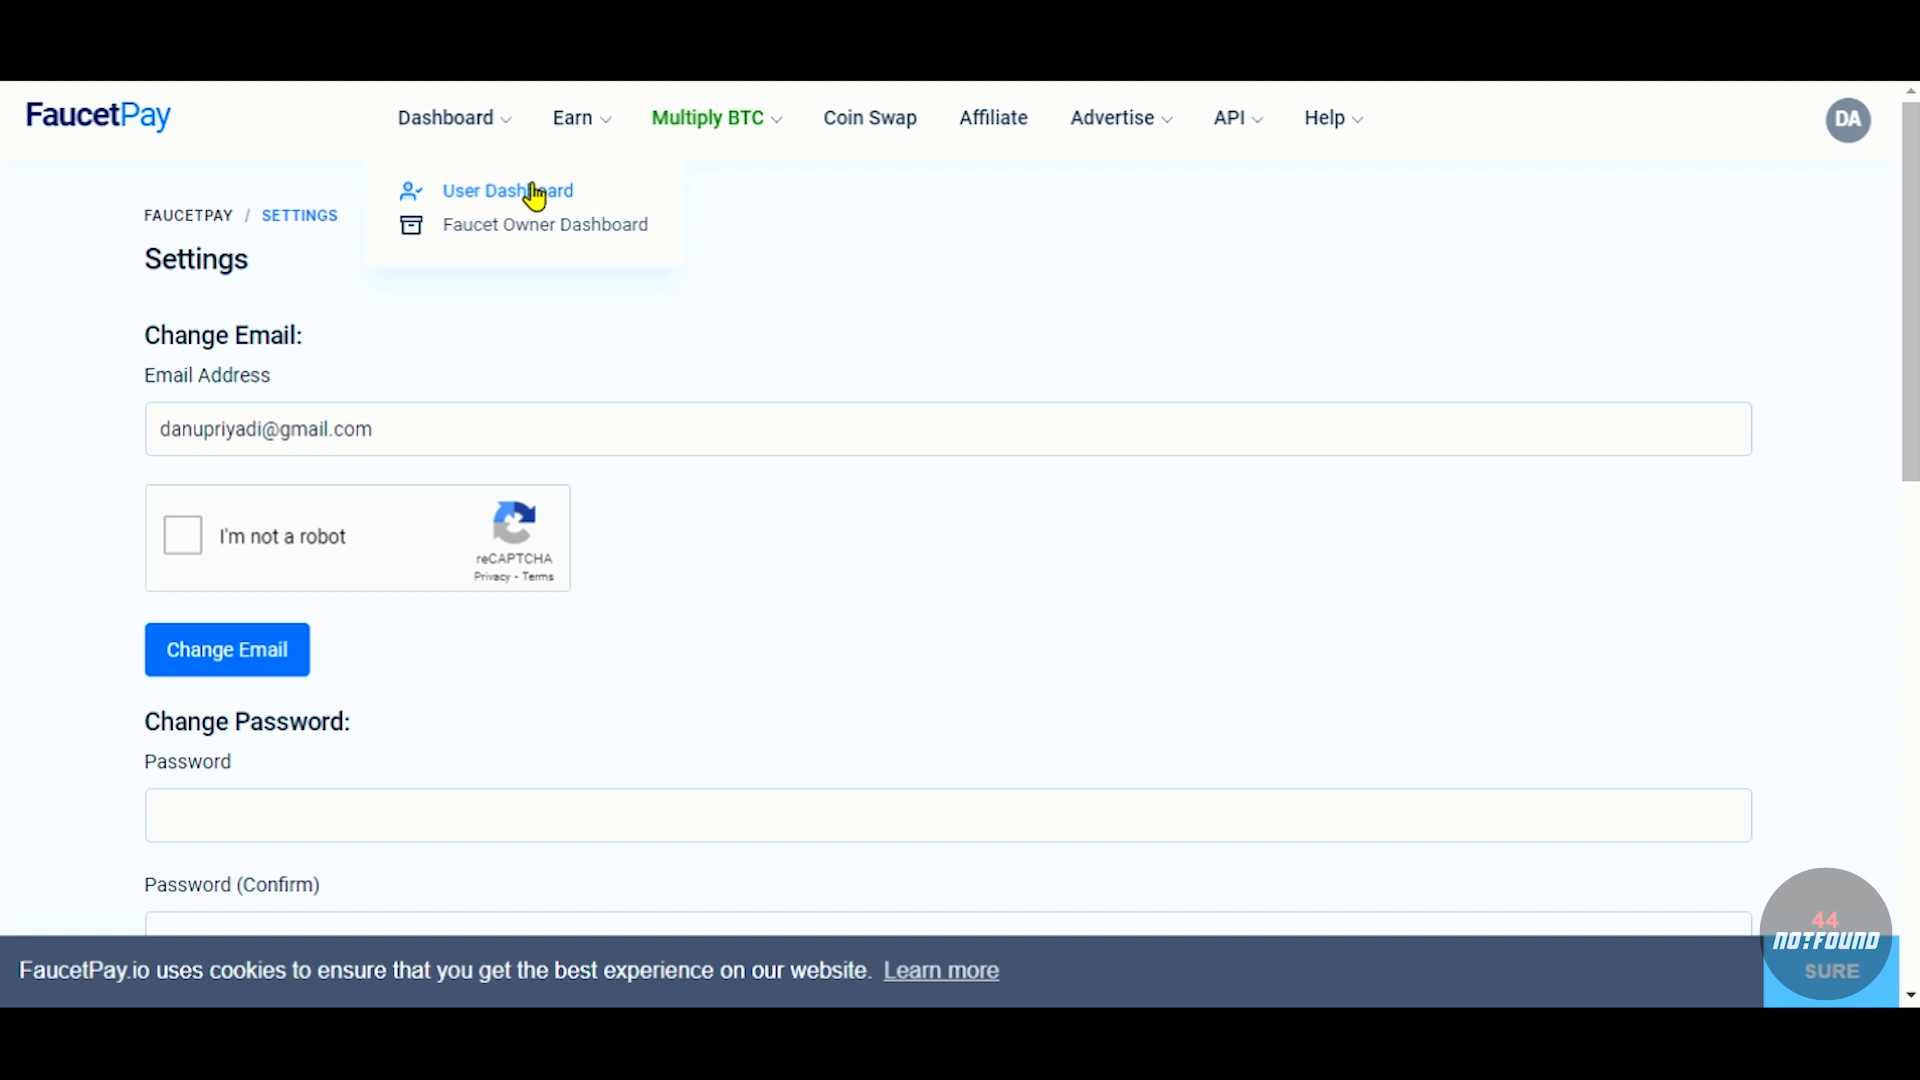 FaucetPay
Dashboard Earn Multiply BTC Coin Swap Affiliate Advertise API Help DA
User Dashboard
Faucet Owner Dashboard
FAUCETPAY / SETTINGS
Settings
Change Email:
Email Address
danupriyadi@gmail.com
I'm not a robot
reCAPTCHA
Privacy - Terms
Change Email
Change Password:
Password
Password (Confirm)
44
NOTFOUND
FaucetPay.io uses cookies to ensure that you get the best experience on our website. Learn more
SURE